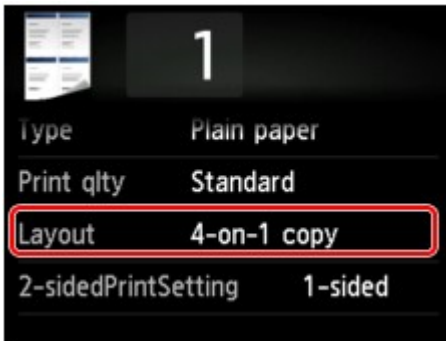 1
Type Plain paper
Print qlty Standard
Layout 4-on-1 copy
2-sidedPrintSetting 1-sided